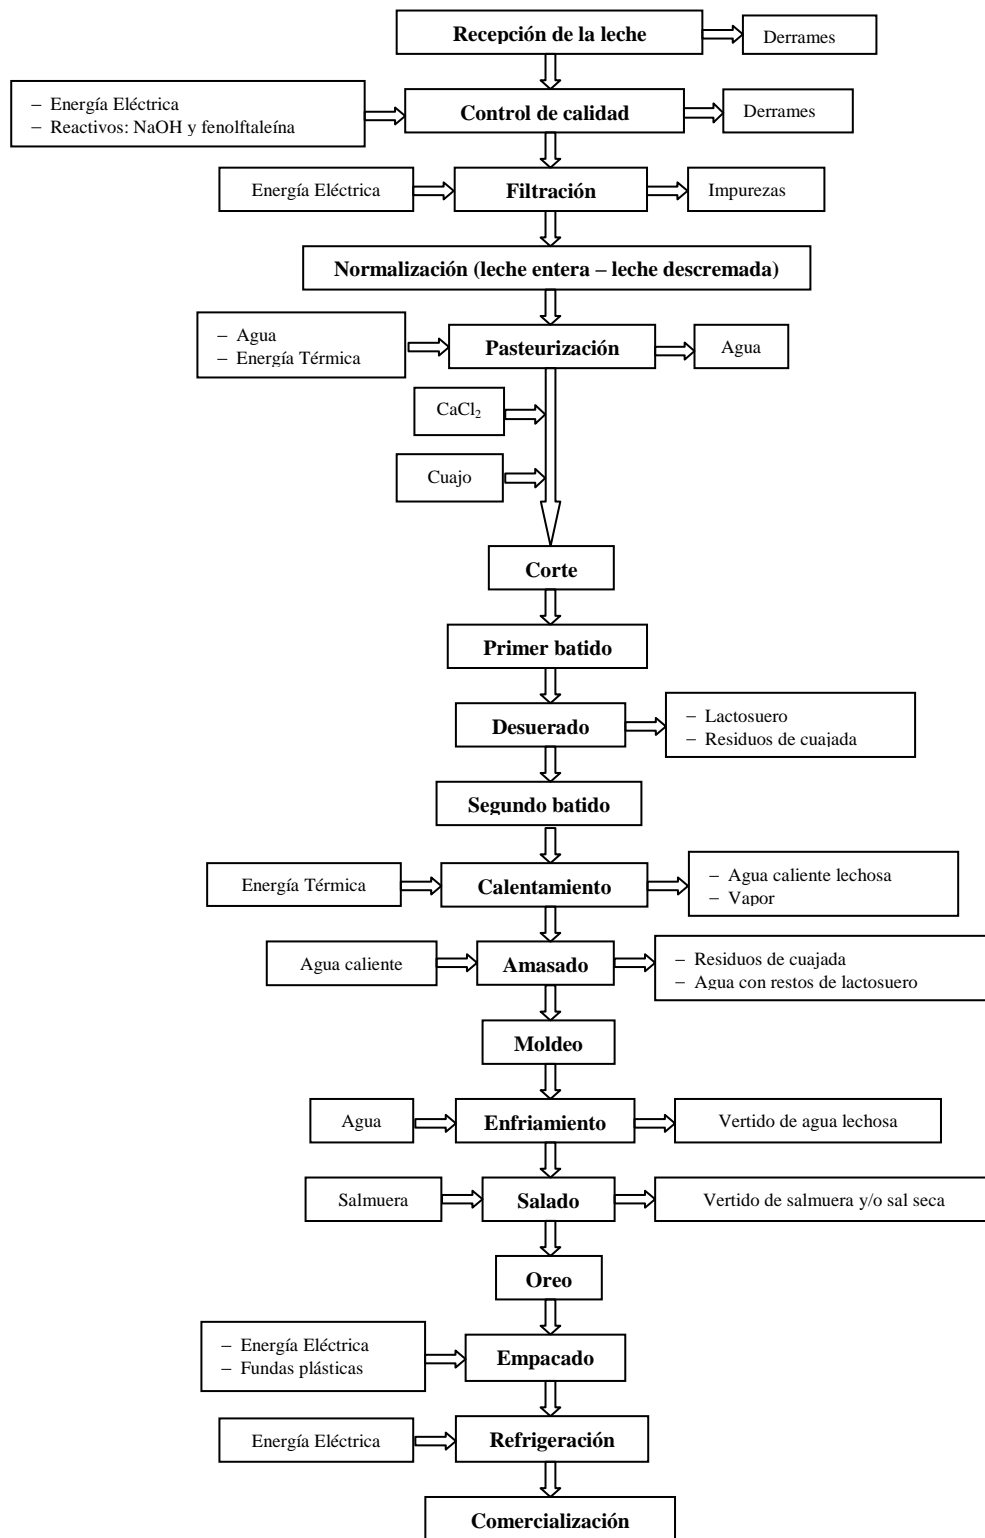 Recepción de la leche
Derrames
– Energía Eléctrica
– Reactivos: NaOH y fenolftaleína
Control de calidad
Derrames
Energía Eléctrica
Filtración
Impurezas
Normalización (leche entera – leche descremada)
– Agua
– Energía Térmica
Pasteurización
Agua
CaCl₂
Cuajo
Corte
Primer batido
Desuerado
– Lactosuero
– Residuos de cuajada
Segundo batido
Energía Térmica
Calentamiento
– Agua caliente lechosa
– Vapor
Agua caliente
Amasado
– Residuos de cuajada
– Agua con restos de lactosuero
Moldeo
Agua
Enfriamiento
Vertido de agua lechosa
Salmuera
Salado
Vertido de salmuera y/o sal seca
Oreo
– Energía Eléctrica
– Fundas plásticas
Empacado
Energía Eléctrica
Refrigeración
Comercialización